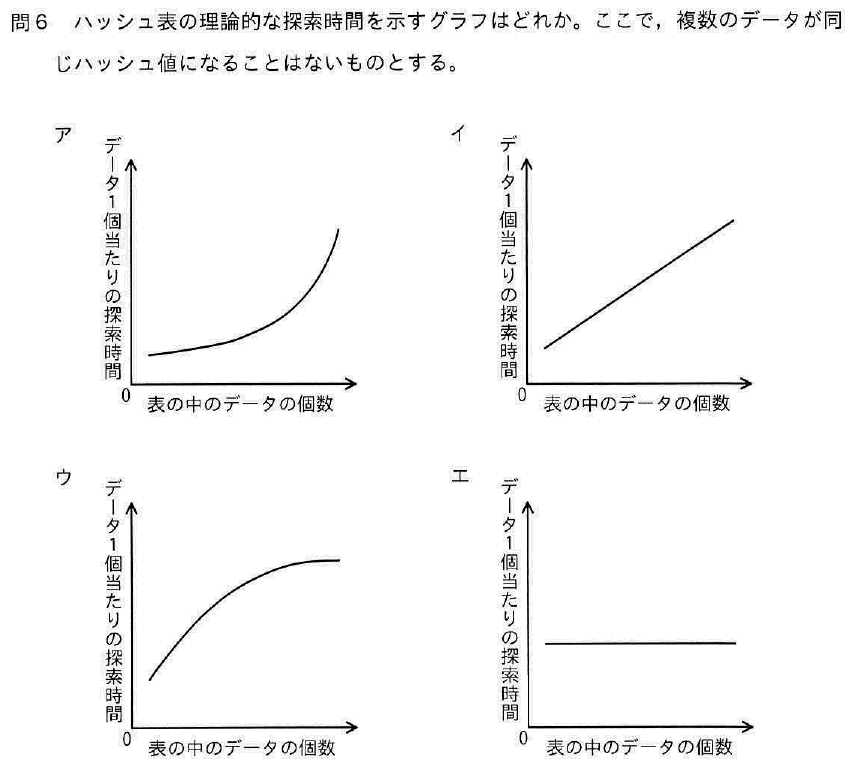 問6 ハッシュ表の理論的な探索時間を示すグラフはどれか。ここで，複数のデータが同
じハッシュ値になることはないものとする。
ア
データ1個当たりの探索時間
0
表の中のデータの個数
イ
データ1個当たりの探索時間
0
表の中のデータの個数
ウ
データ1個当たりの探索時間
0
表の中のデータの個数
エ
データ1個当たりの探索時間
0
表の中のデータの個数